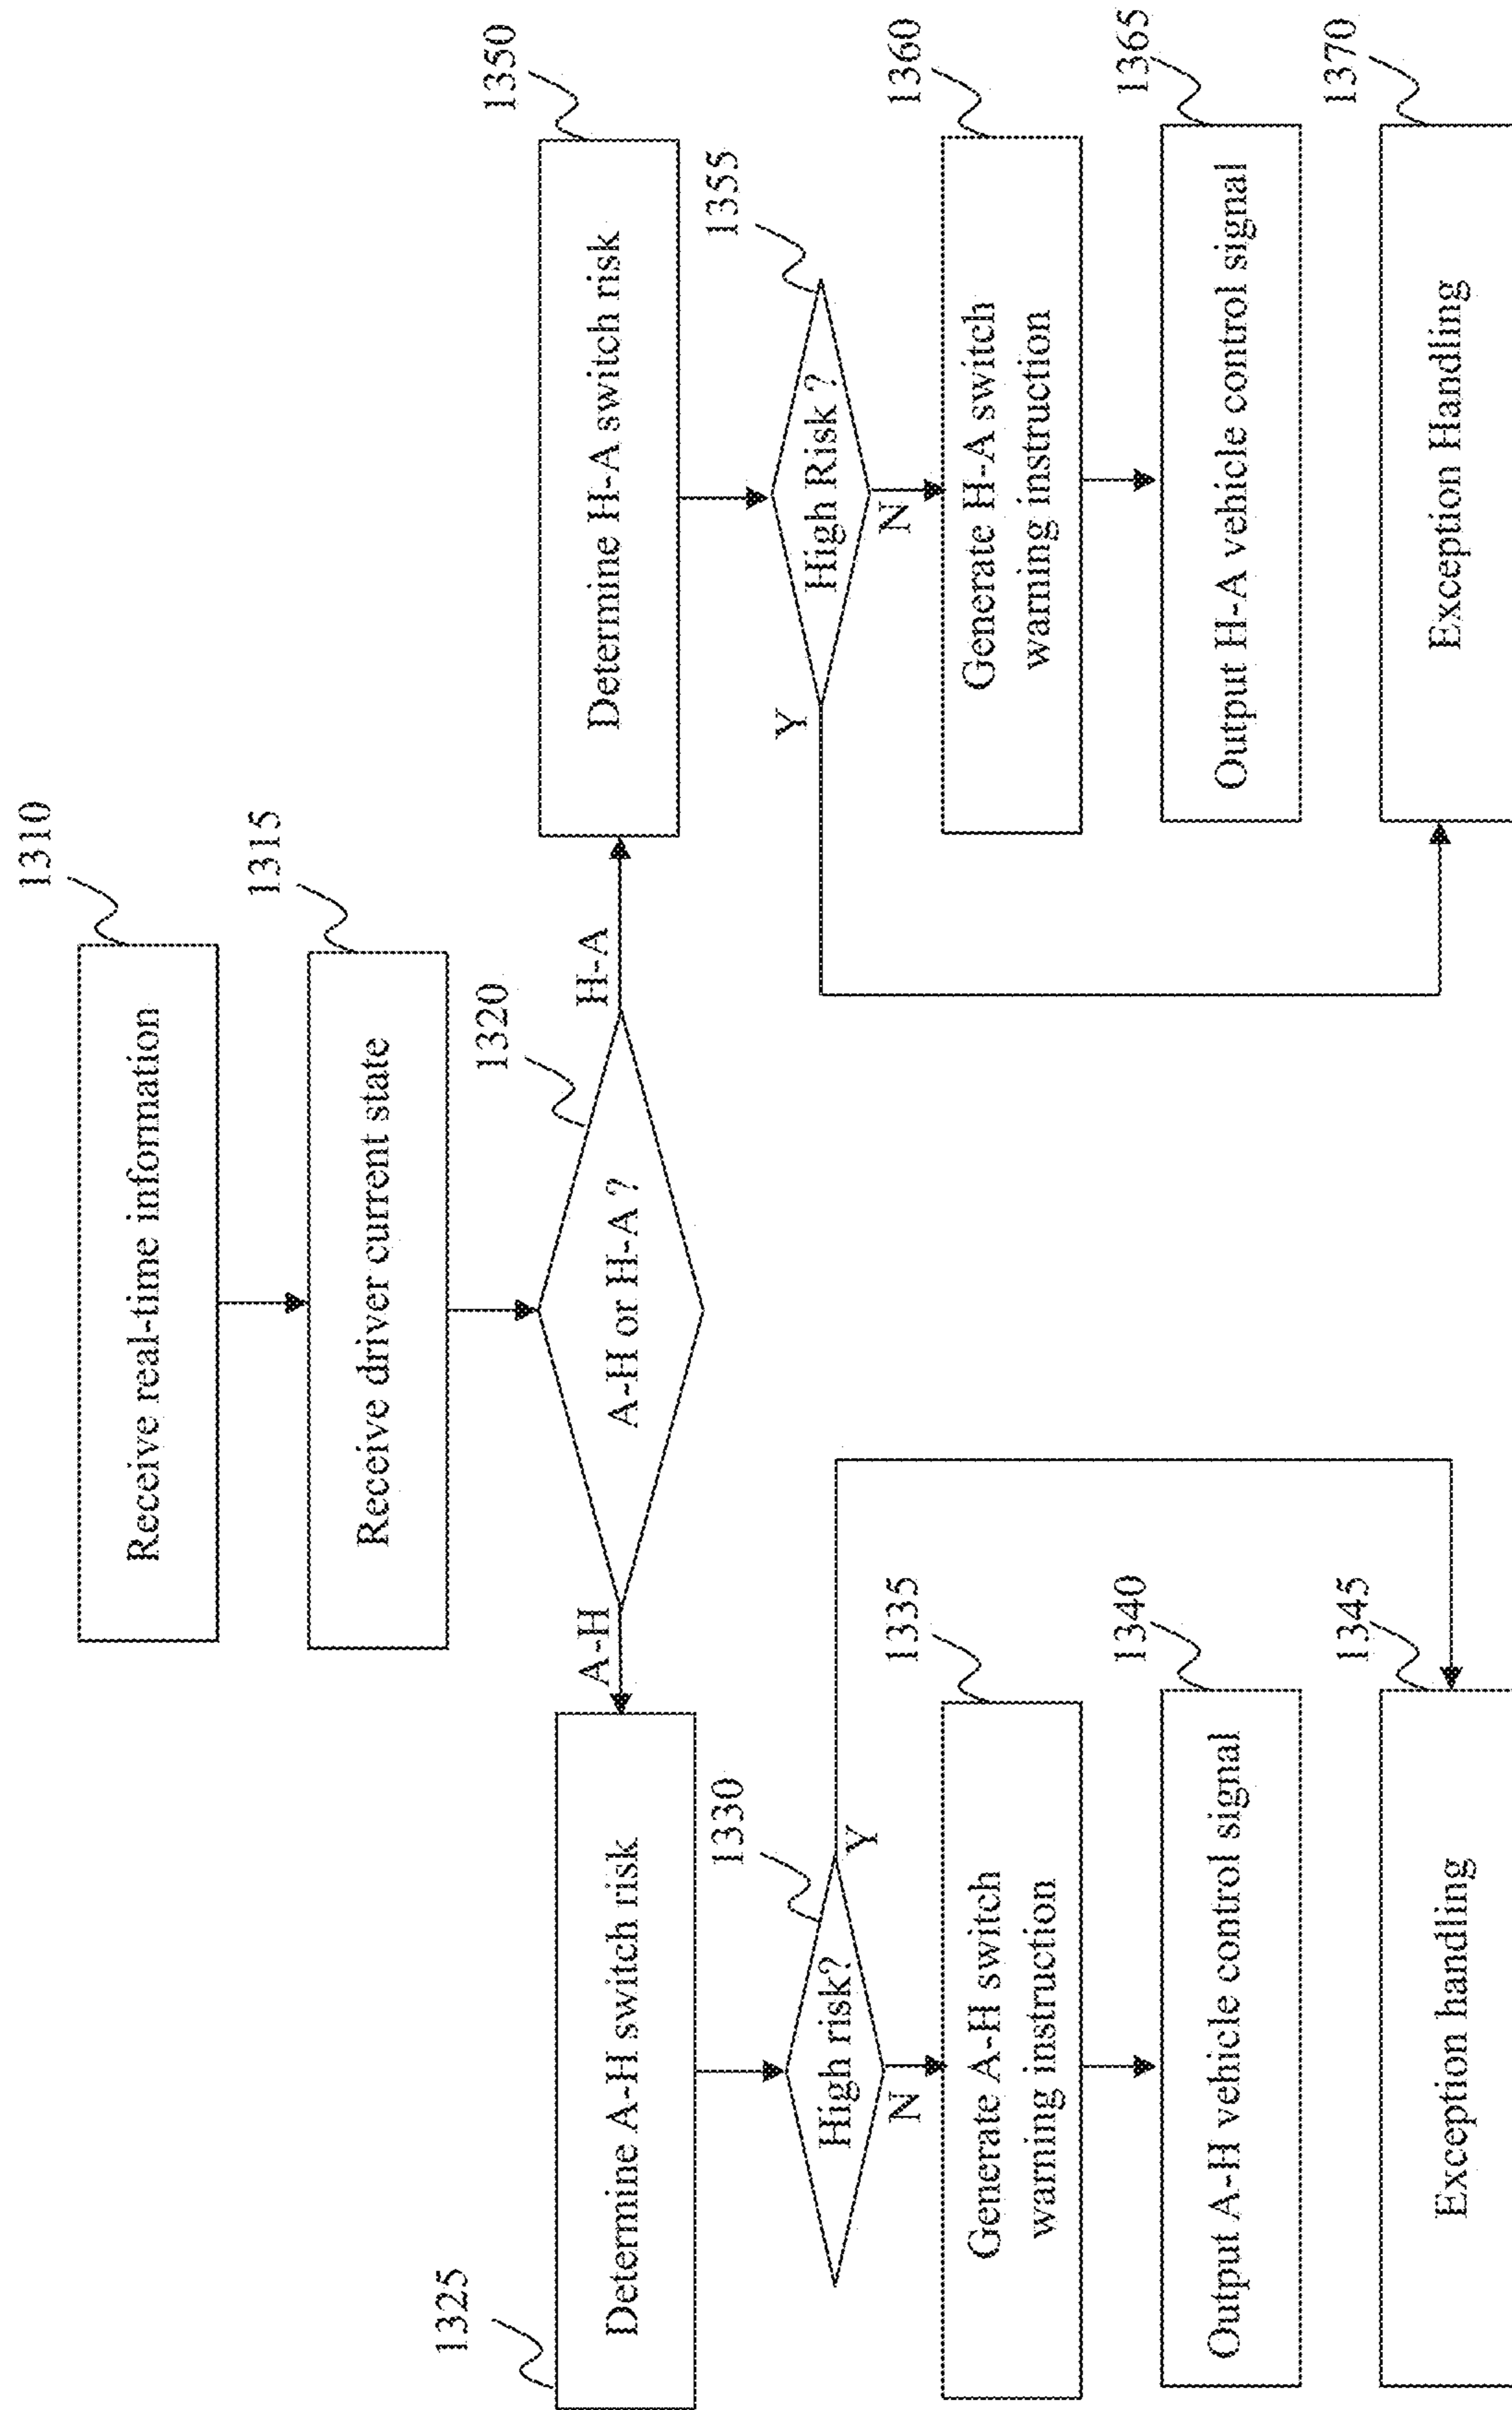 1310
Receive real-time information
1315
Receive driver current state
1320
A-H or H-A ?
A-H
H-A
1325
Determine A-H switch risk
1330
High risk?
Y
N
1335
Generate A-H switch
warning instruction
1340
Output A-H vehicle control signal
1345
Exception handling
1350
Determine H-A switch risk
1355
High Risk ?
Y
N
1360
Generate H-A switch
warning instruction
1365
Output H-A vehicle control signal
1370
Exception Handling